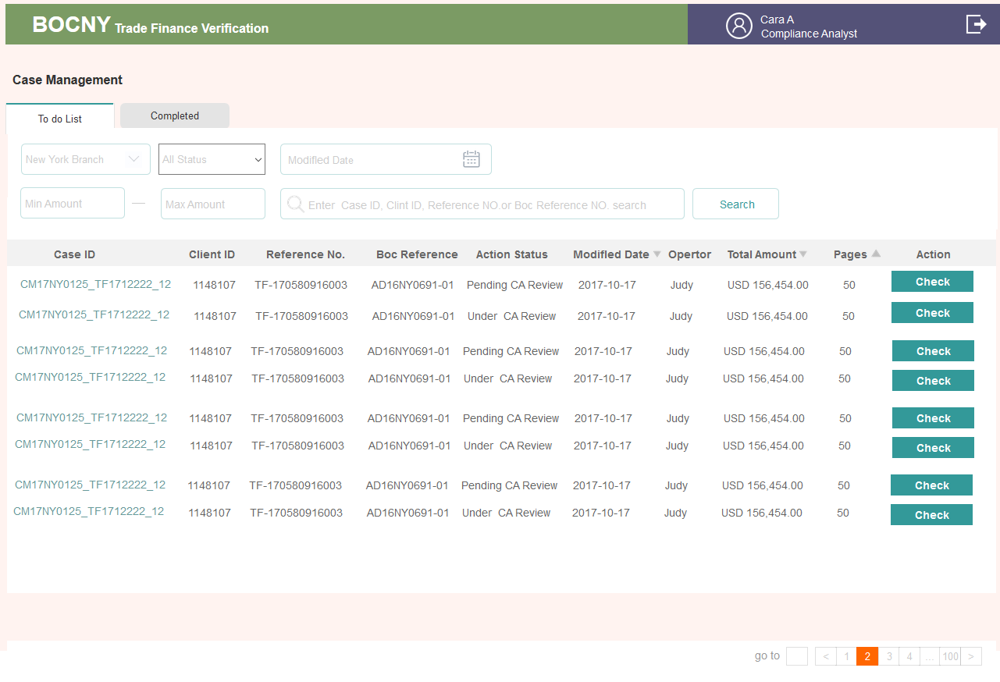 BOCNY Trade Finance Verification
Cara A
Compliance Analyst
Case Management
To do List Completed
New York Branch All Status Modified Date
Min Amount — Max Amount Enter Case ID, Clint ID, Reference NO.or Boc Reference NO. search Search
Case ID Client ID Reference No. Boc Reference Action Status Modified Date Opertor Total Amount Pages Action
CM17NY0125_TF1712222_12 1148107 TF-170580916003 AD16NY0691-01 Pending CA Review 2017-10-17 Judy USD 156,454.00 50 Check
CM17NY0125_TF1712222_12 1148107 TF-170580916003 AD16NY0691-01 Under CA Review 2017-10-17 Judy USD 156,454.00 50 Check
CM17NY0125_TF1712222_12 1148107 TF-170580916003 AD16NY0691-01 Pending CA Review 2017-10-17 Judy USD 156,454.00 50 Check
CM17NY0125_TF1712222_12 1148107 TF-170580916003 AD16NY0691-01 Under CA Review 2017-10-17 Judy USD 156,454.00 50 Check
CM17NY0125_TF1712222_12 1148107 TF-170580916003 AD16NY0691-01 Pending CA Review 2017-10-17 Judy USD 156,454.00 50 Check
CM17NY0125_TF1712222_12 1148107 TF-170580916003 AD16NY0691-01 Under CA Review 2017-10-17 Judy USD 156,454.00 50 Check
CM17NY0125_TF1712222_12 1148107 TF-170580916003 AD16NY0691-01 Pending CA Review 2017-10-17 Judy USD 156,454.00 50 Check
CM17NY0125_TF1712222_12 1148107 TF-170580916003 AD16NY0691-01 Under CA Review 2017-10-17 Judy USD 156,454.00 50 Check
go to < 1 2 3 4 ... 100 >